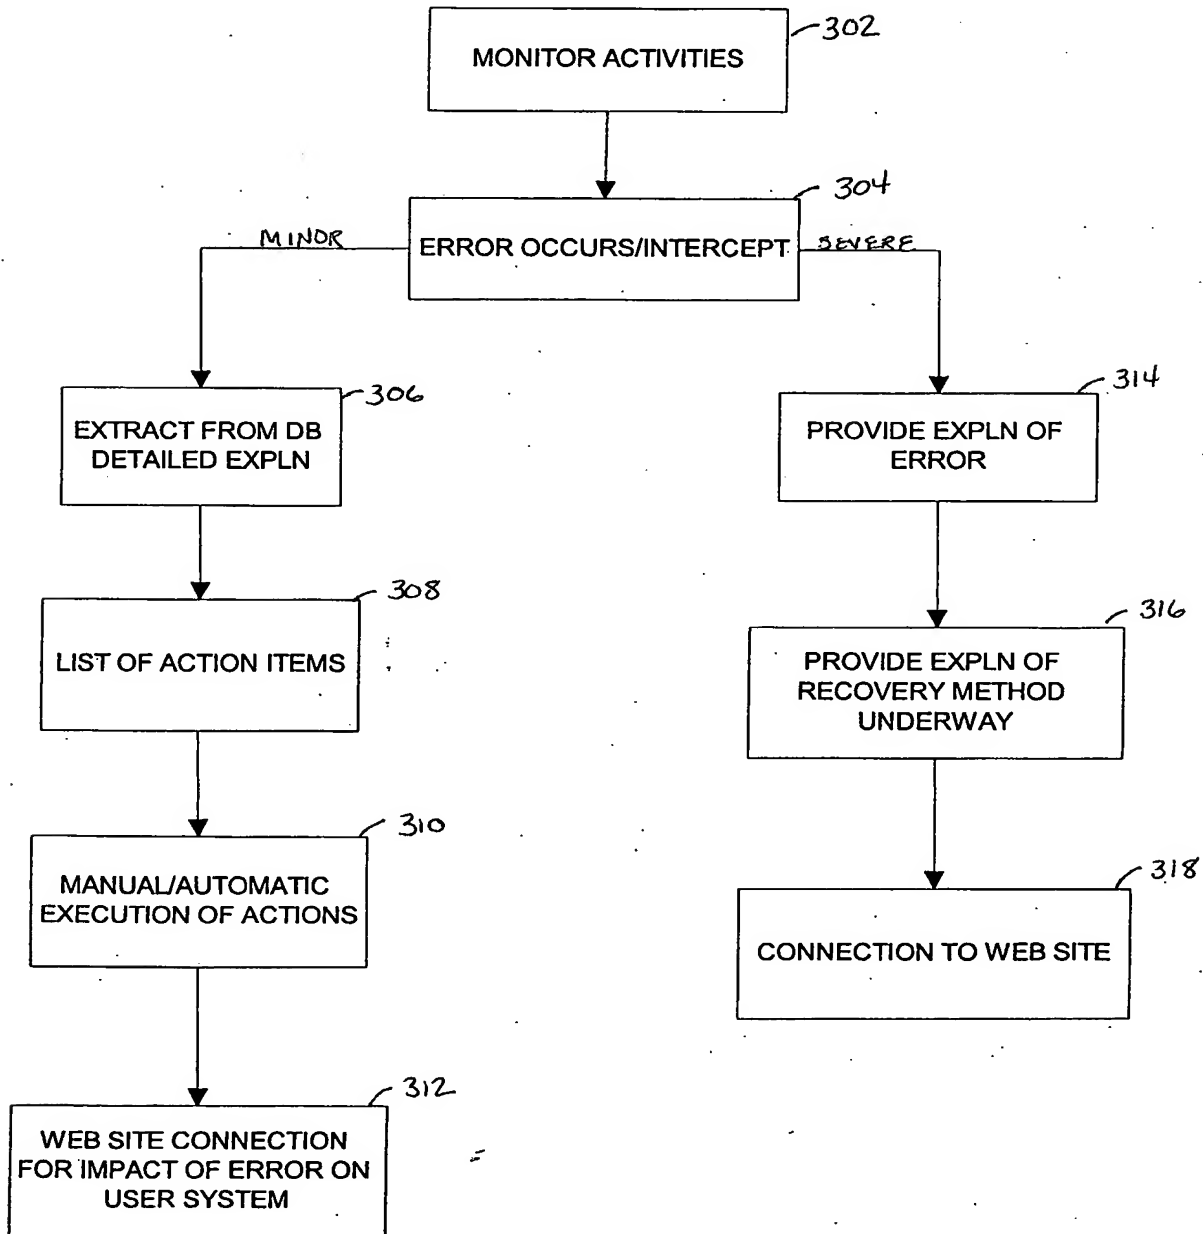 302
MONITOR ACTIVITIES
304
MINOR
ERROR OCCURS/INTERCEPT
SEVERE
306
EXTRACT FROM DB
DETAILED EXPLN
308
LIST OF ACTION ITEMS
310
MANUAL/AUTOMATIC
EXECUTION OF ACTIONS
312
WEB SITE CONNECTION
FOR IMPACT OF ERROR ON
USER SYSTEM
314
PROVIDE EXPLN OF
ERROR
316
PROVIDE EXPLN OF
RECOVERY METHOD
UNDERWAY
318
CONNECTION TO WEB SITE